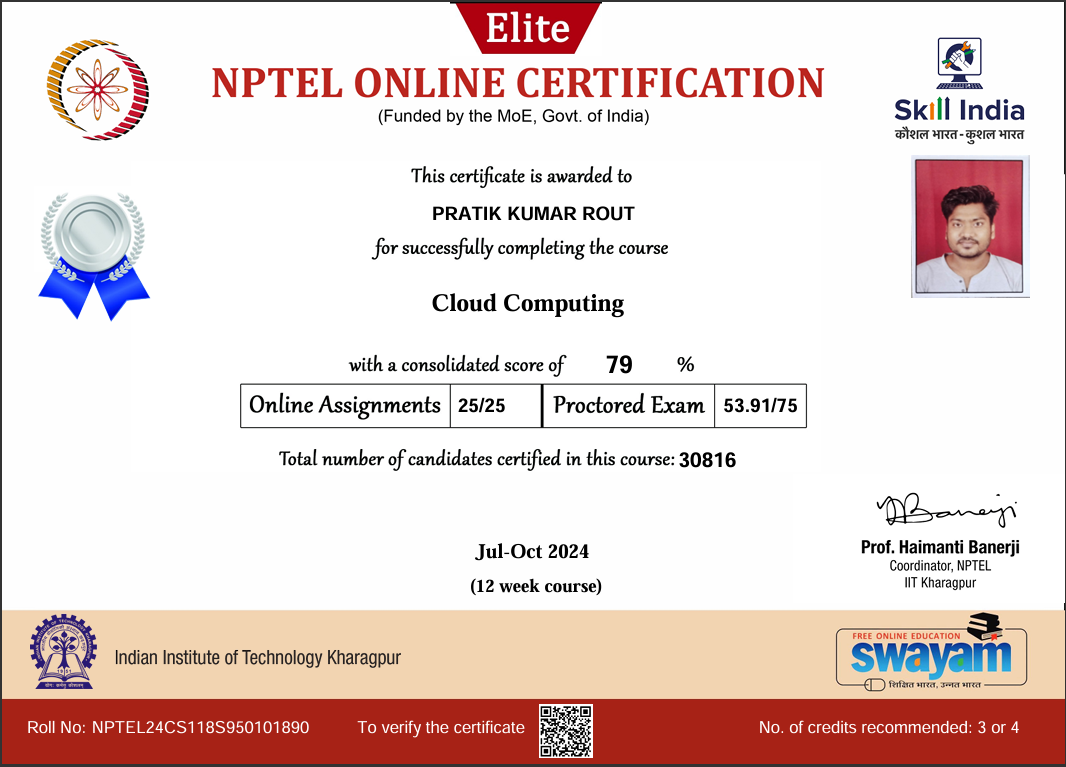 Elite
NPTEL ONLINE CERTIFICATION
(Funded by the MoE, Govt. of India)
Skill India
कौशल भारत - कुशल भारत
This certificate is awarded to
PRATIK KUMAR ROUT
for successfully completing the course
Cloud Computing
with a consolidated score of 79 %
Online Assignments 25/25 Proctored Exam 53.91/75
Total number of candidates certified in this course: 30816
Prof. Haimanti Banerji
Coordinator, NPTEL
IIT Kharagpur
Jul-Oct 2024
(12 week course)
Indian Institute of Technology Kharagpur
FREE ONLINE EDUCATION
swayam
शिक्षित भारत, उन्नत भारत
Roll No: NPTEL24CS118S950101890 To verify the certificate No. of credits recommended: 3 or 4